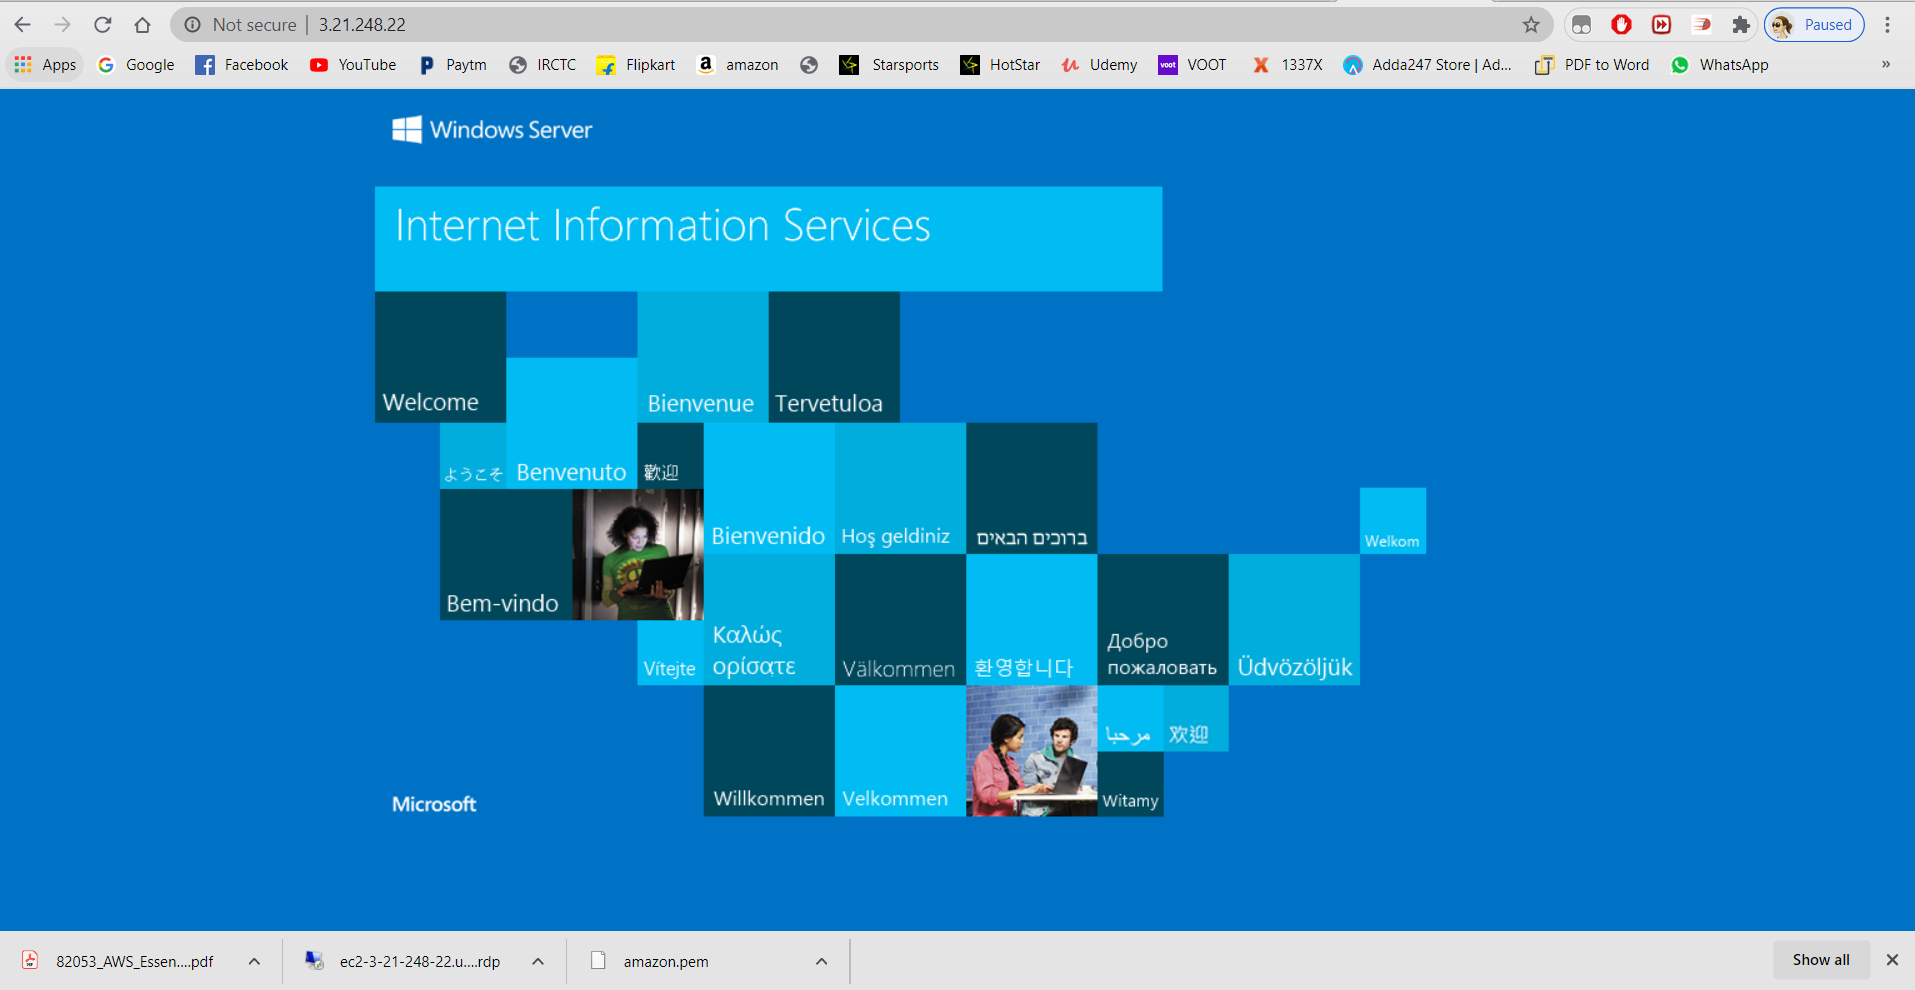 Not secure | 3.21.248.22
Paused
Apps
Google
Facebook
YouTube
Paytm
IRCTC
Flipkart
amazon
Starsports
HotStar
Udemy
voot
VOOT
1337X
Adda247 Store | Ad...
PDF to Word
WhatsApp
»
Windows Server
Internet Information Services
Welcome
Bienvenue
Tervetuloa
ようこそ
Benvenuto
歡迎
Bienvenido
Hoş geldiniz
ברוכים הבאים
Welkom
Bem-vindo
Vítejte
Καλώς
ορίσατε
Välkommen
환영합니다
Добро
пожаловать
Üdvözöljük
Willkommen
Velkommen
مرحبا
欢迎
Witamy
Microsoft
82053_AWS_Essen....pdf
ec2-3-21-248-22.u....rdp
amazon.pem
Show all